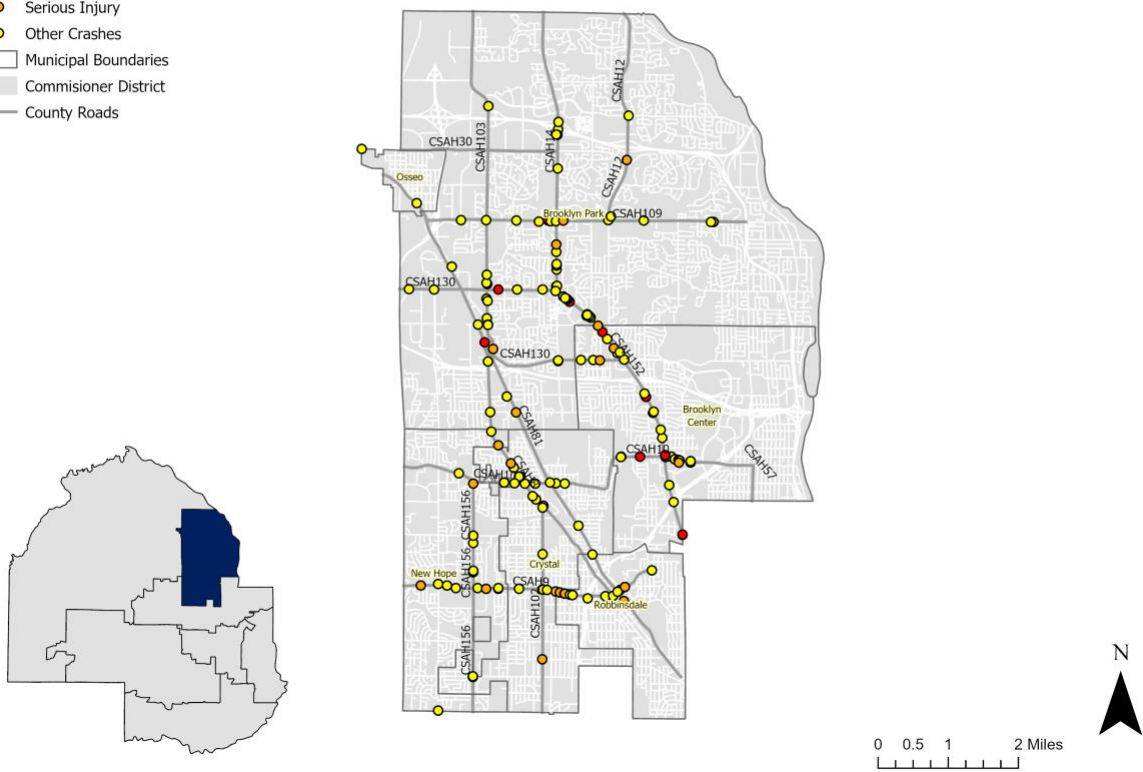 Serious Injury
Other Crashes
Municipal Boundaries
Commisioner District
County Roads
CSAH12
CSAH103
CSAH14
CSAH30
CSAH12
Osseo
Brooklyn Park
CSAH109
CSAH130
CSAH130
CSAH152
CSAH81
Brooklyn
Center
CSAH10
CSAH57
CSAH156
CSAH156
Crystal
New Hope
CSAH9
CSAH10
Robbinsdale
CSAH156
N
0 0.5 1 2 Miles